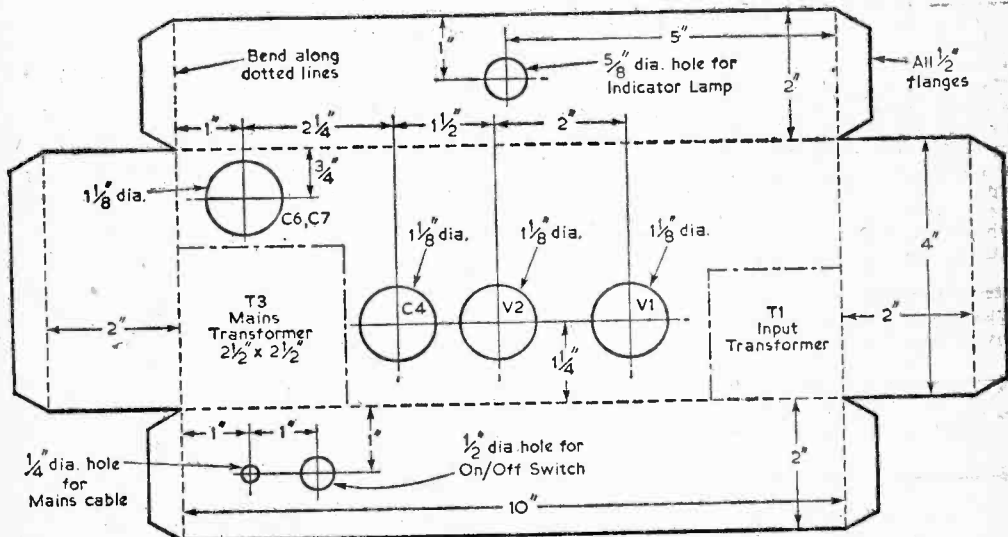 Bend along
dotted lines
1"
5"
5/8" dia. hole for
Indicator Lamp
2"
All 1/2"
flanges
1"
2 1/4"
1 1/2"
2"
3/4"
1 1/8" dia.
C6,C7
1 1/8" dia.
1 1/8" dia.
1 1/8" dia.
4"
C4
V2
V1
T3
Mains
Transformer
2 1/2" x 2 1/2"
T1
Input
Transformer
2"
2"
1 1/4"
1"
1"
1"
1/4" dia. hole
for
Mains cable
1/2" dia. hole for
On/Off Switch
2"
10"